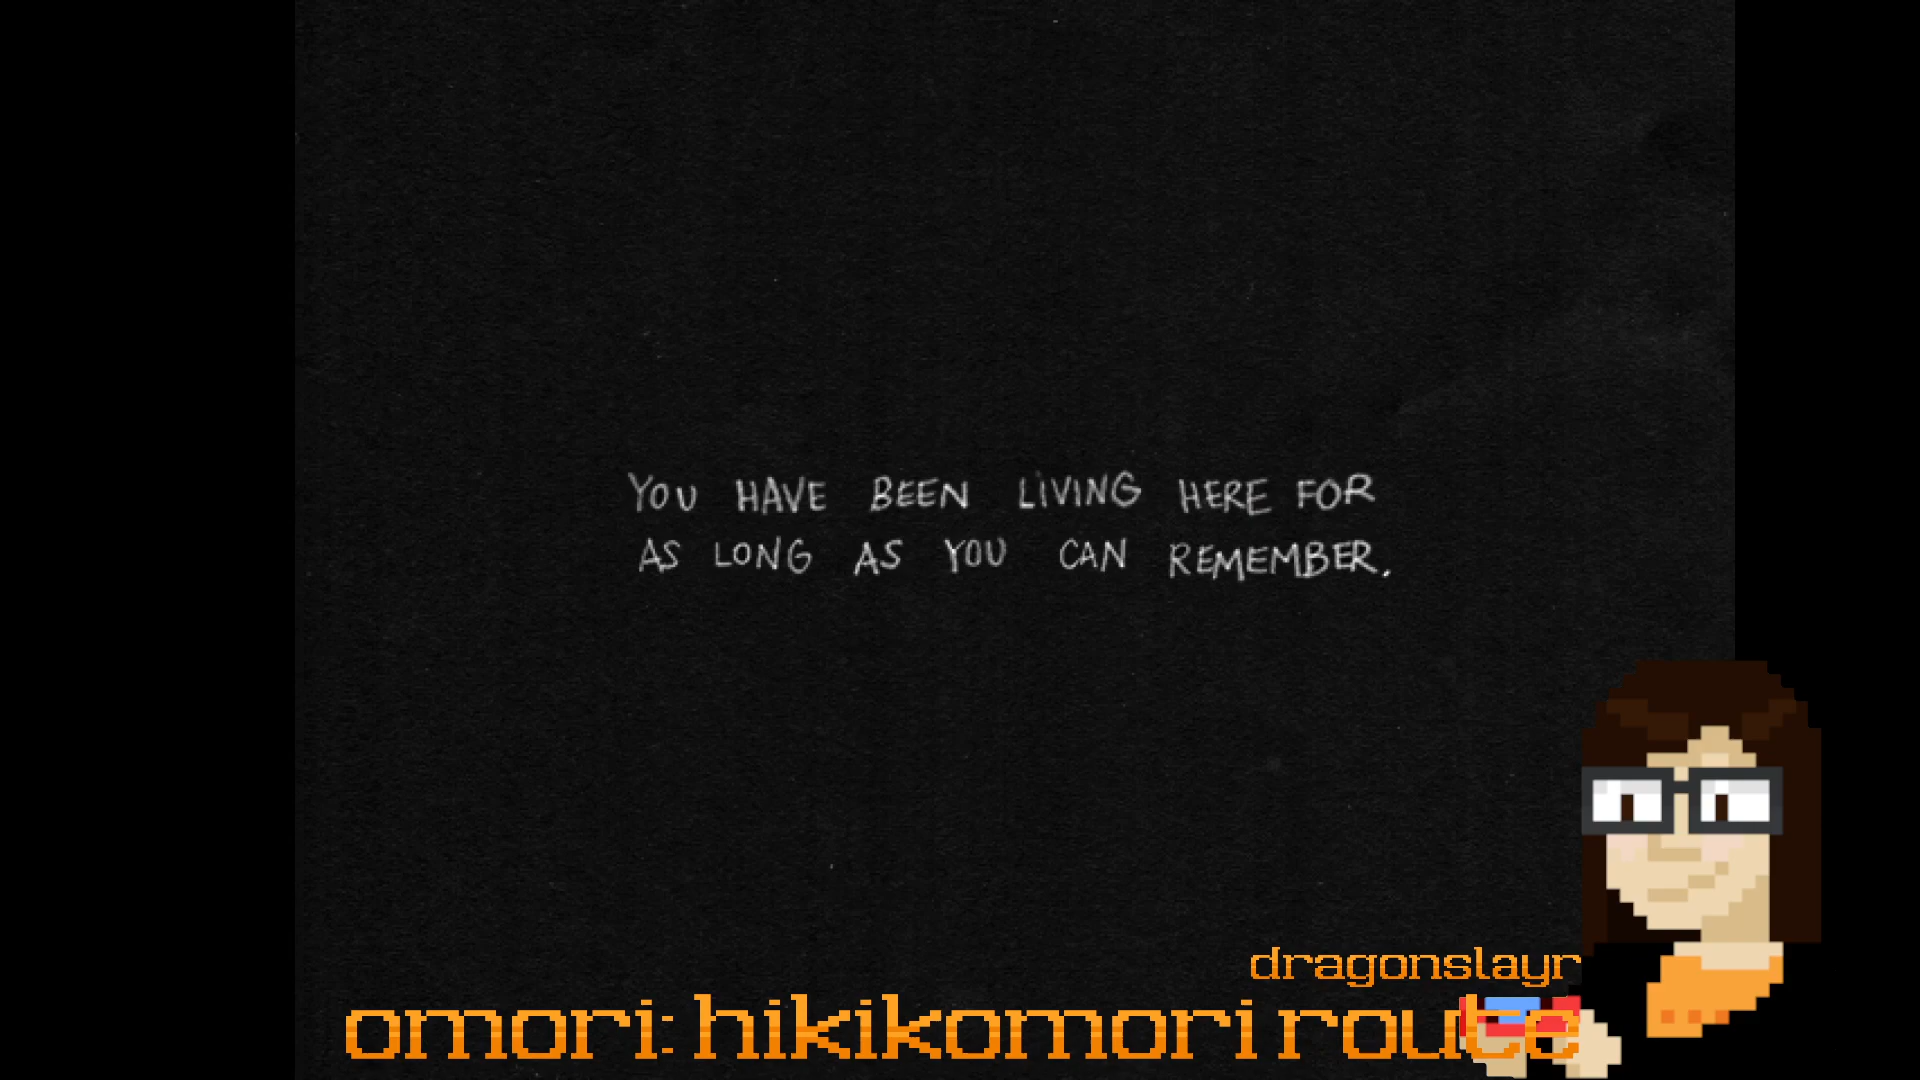 YOU HAVE BEEN LIVING HERE FOR
AS LONG AS YOU CAN REMEMBER.
dragonslayr
omori: hikikomori route